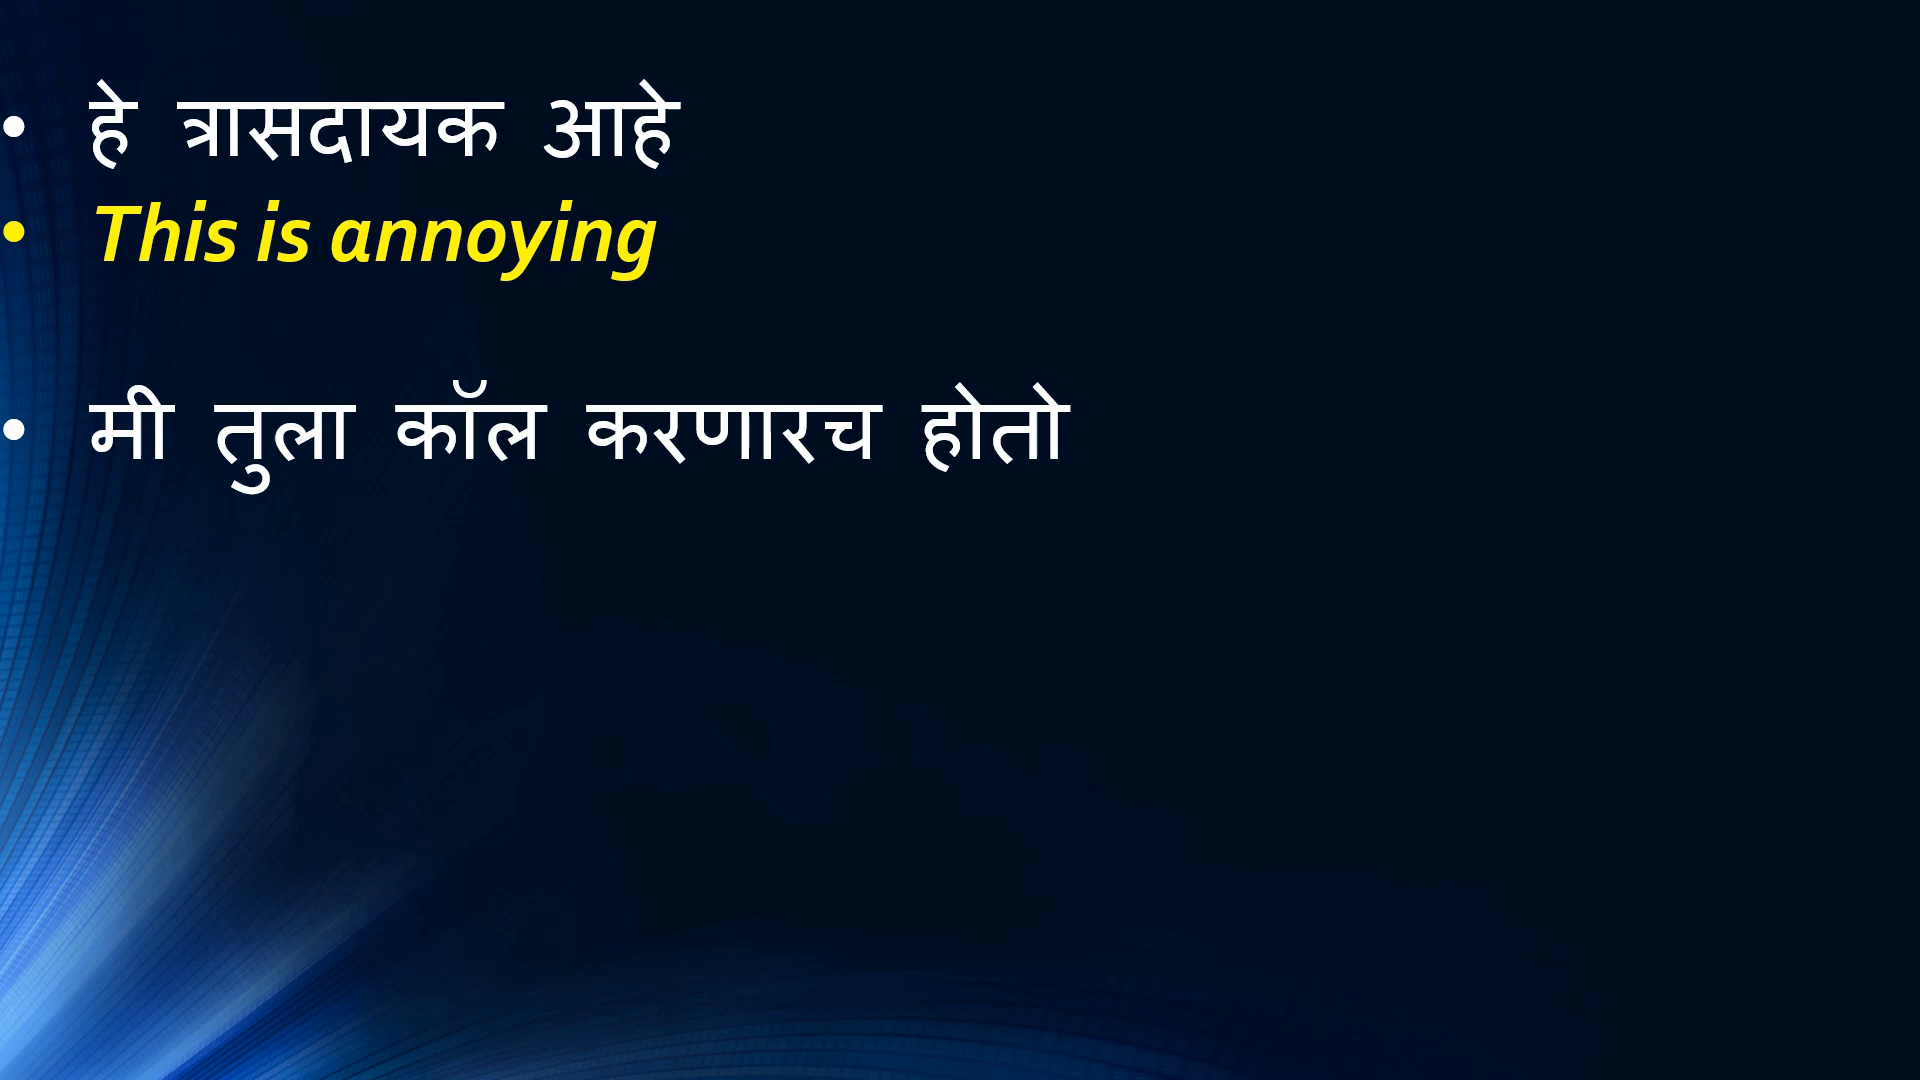 • हे त्रासदायक आहे
• This is annoying
• मी तुला कॉल करणारच होतो